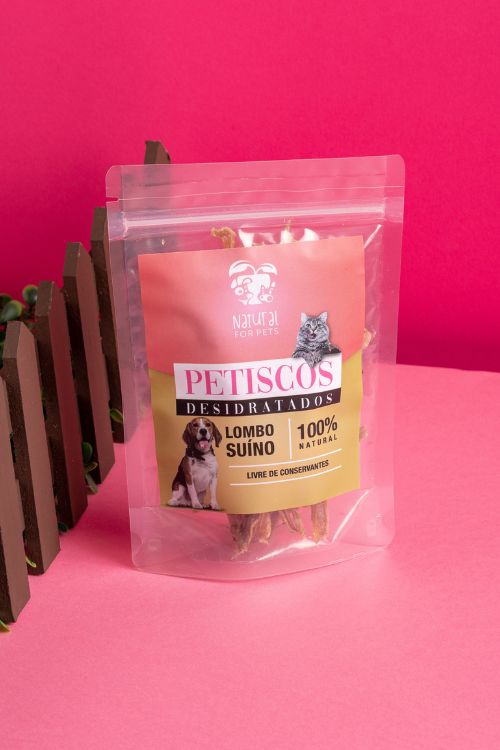 Natural
FOR PETS
PETISCOS
DESIDRATADOS
LOMBO
SUÍNO
100%
NATURAL
LIVRE DE CONSERVANTES